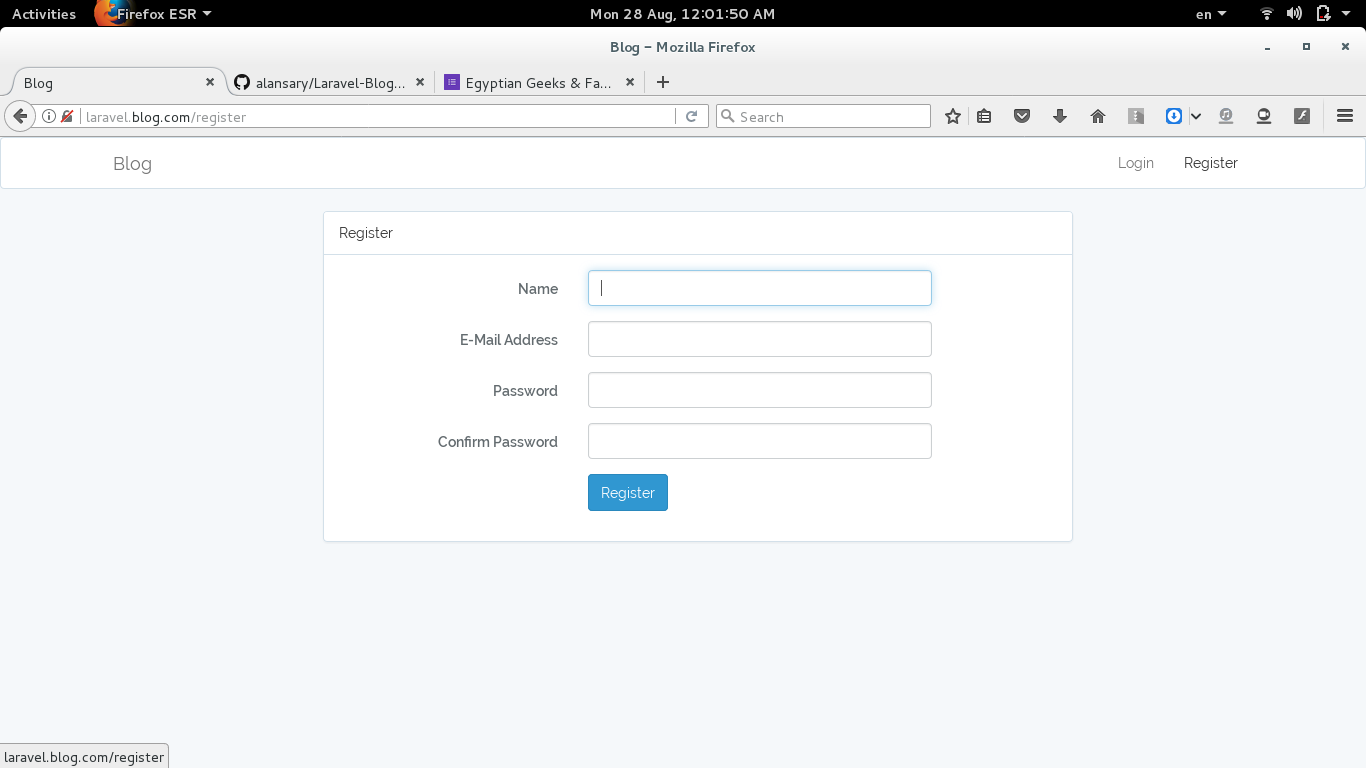 Activities Firefox ESR Mon 28 Aug, 12:01:50 AM en
Blog - Mozilla Firefox
Blog alansary/Laravel-Blog... Egyptian Geeks & Fa...
laravel.blog.com/register Search
Blog Login Register
Register
Name
E-Mail Address
Password
Confirm Password
Register
laravel.blog.com/register